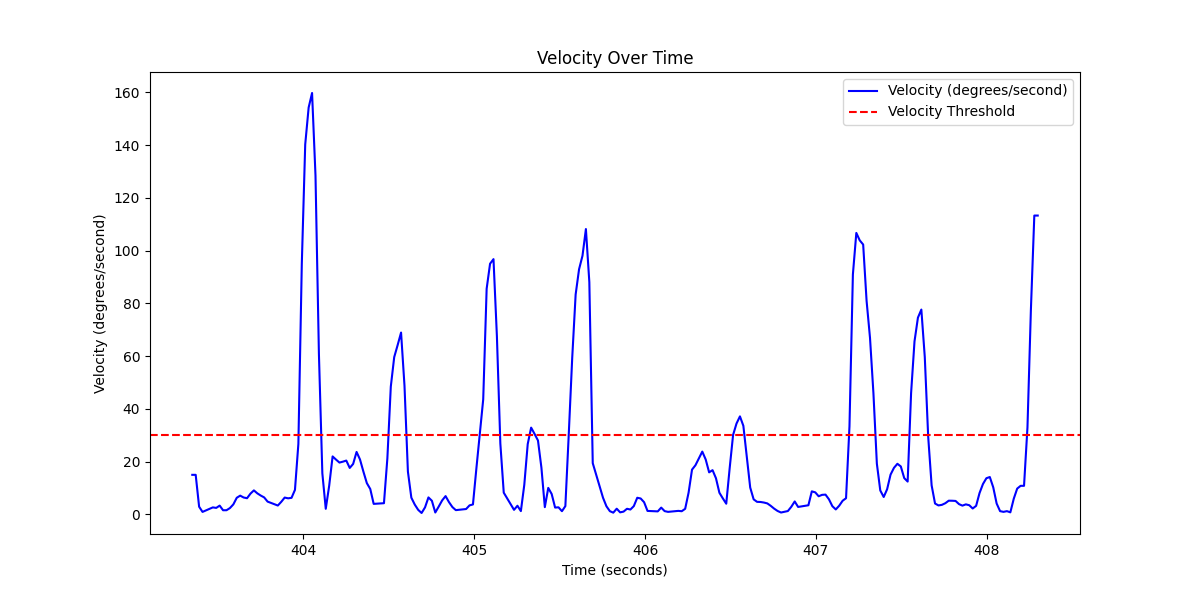 Velocity Over Time
Velocity (degrees/second)
Velocity Threshold
Velocity (degrees/second)
160
140
120
100
80
60
40
20
0
404 405 406 407 408
Time (seconds)